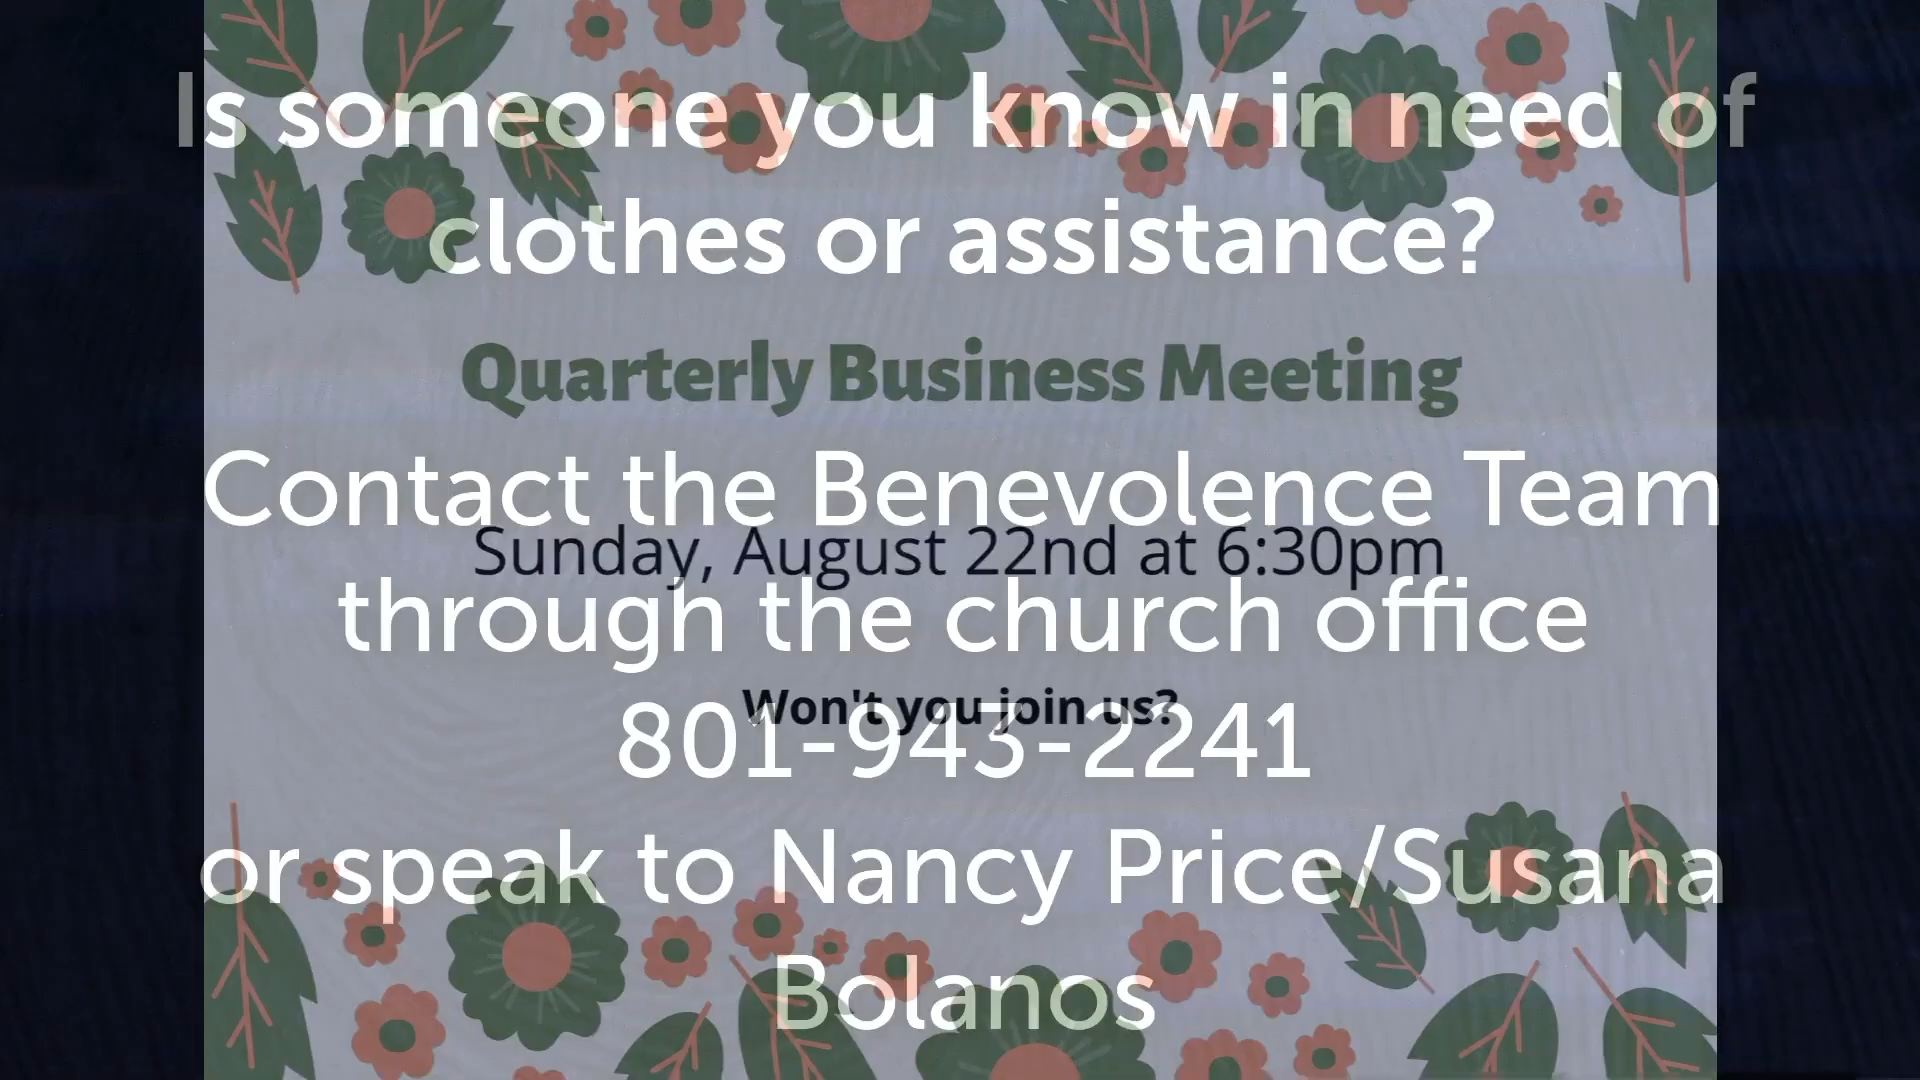 Is someone you know in need of
clothes or assistance?
Quarterly Business Meeting
Contact the Benevolence Team
Sunday, August 22nd at 6:30pm
through the church office
Won't you join us?
801-943-2241
or speak to Nancy Price/Susana
Bolanos